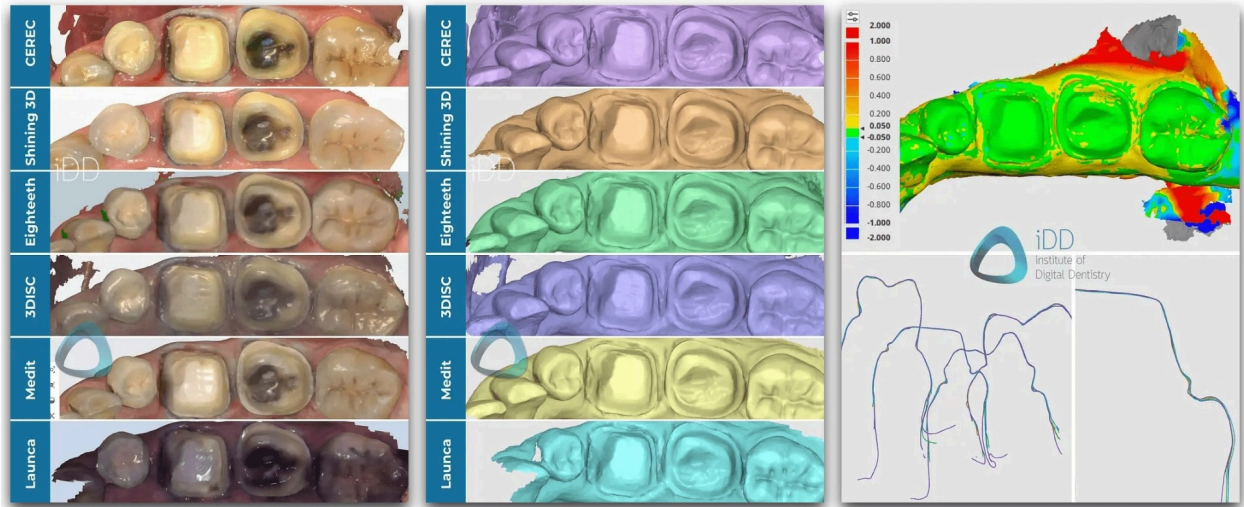 CEREC
Shining 3D
Eighteeth
3DISC
Medit
Launca
iDD
CEREC
Shining 3D
Eighteeth
3DISC
Medit
Launca
iDD
2.000
1.000
0.800
0.600
0.400
0.200
0.050
-0.050
-0.200
-0.400
-0.600
-0.800
-1.000
-2.000
iDD
Institute of
Digital Dentistry